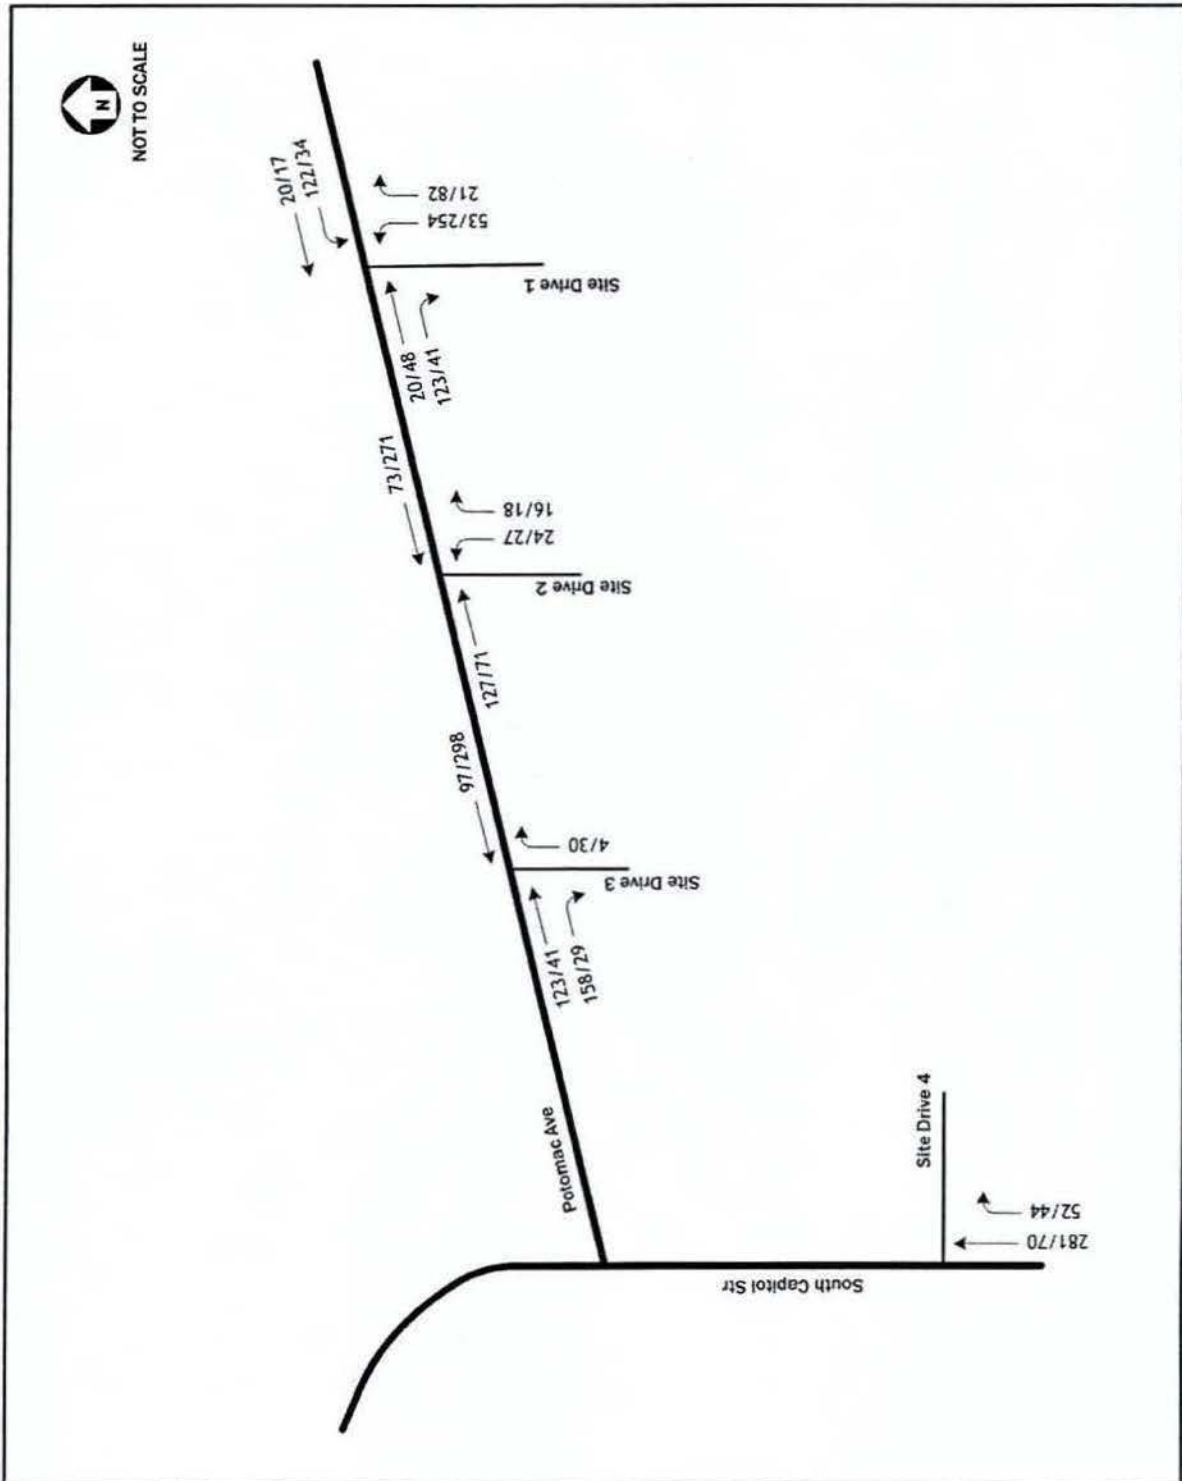 N
NOT TO SCALE
20/17
122/34
21/82
53/254
Site Drive 1
20/48
123/41
73/271
16/18
24/27
Site Drive 2
127/71
97/298
4/30
Site Drive 3
123/41
158/29
Potomac Ave
Site Drive 4
52/44
281/70
South Capitol Str